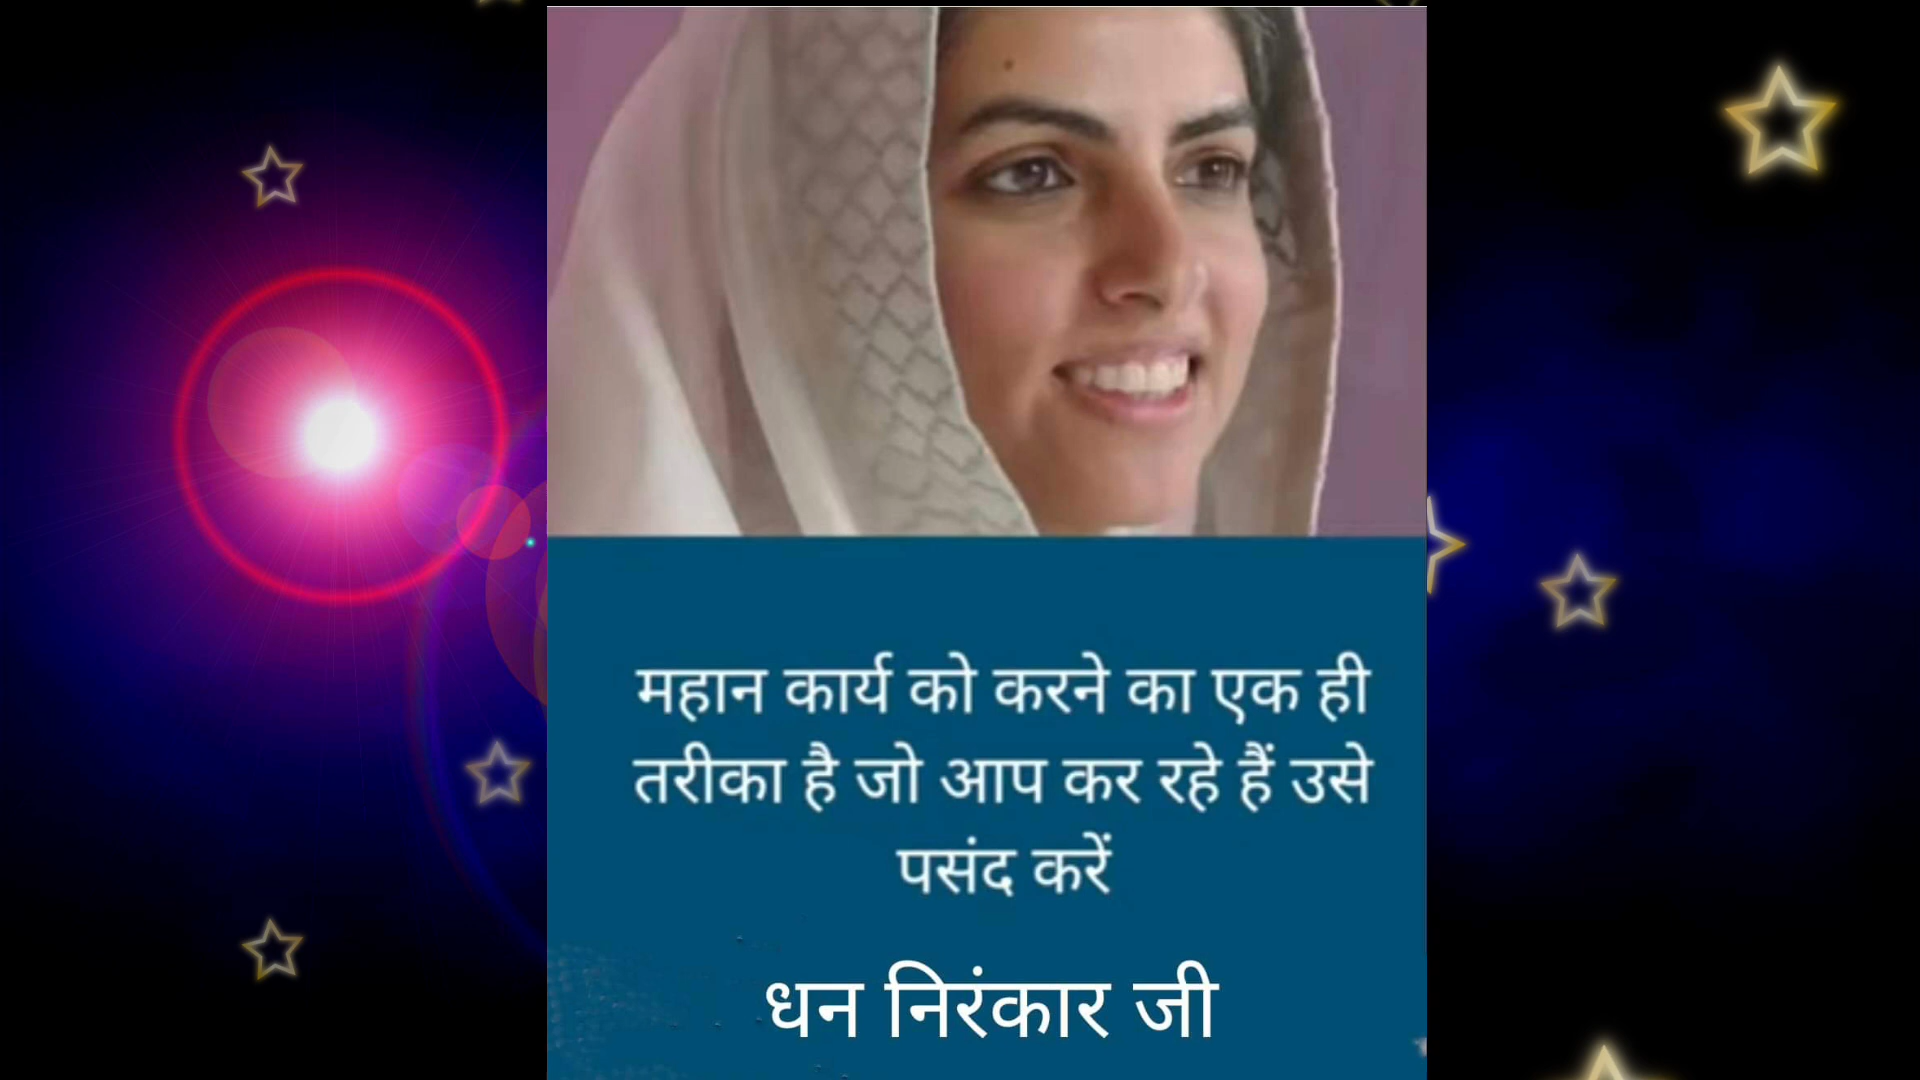 महान कार्य को करने का एक ही
तरीका है जो आप कर रहे हैं उसे
पसंद करें
धन निरंकार जी